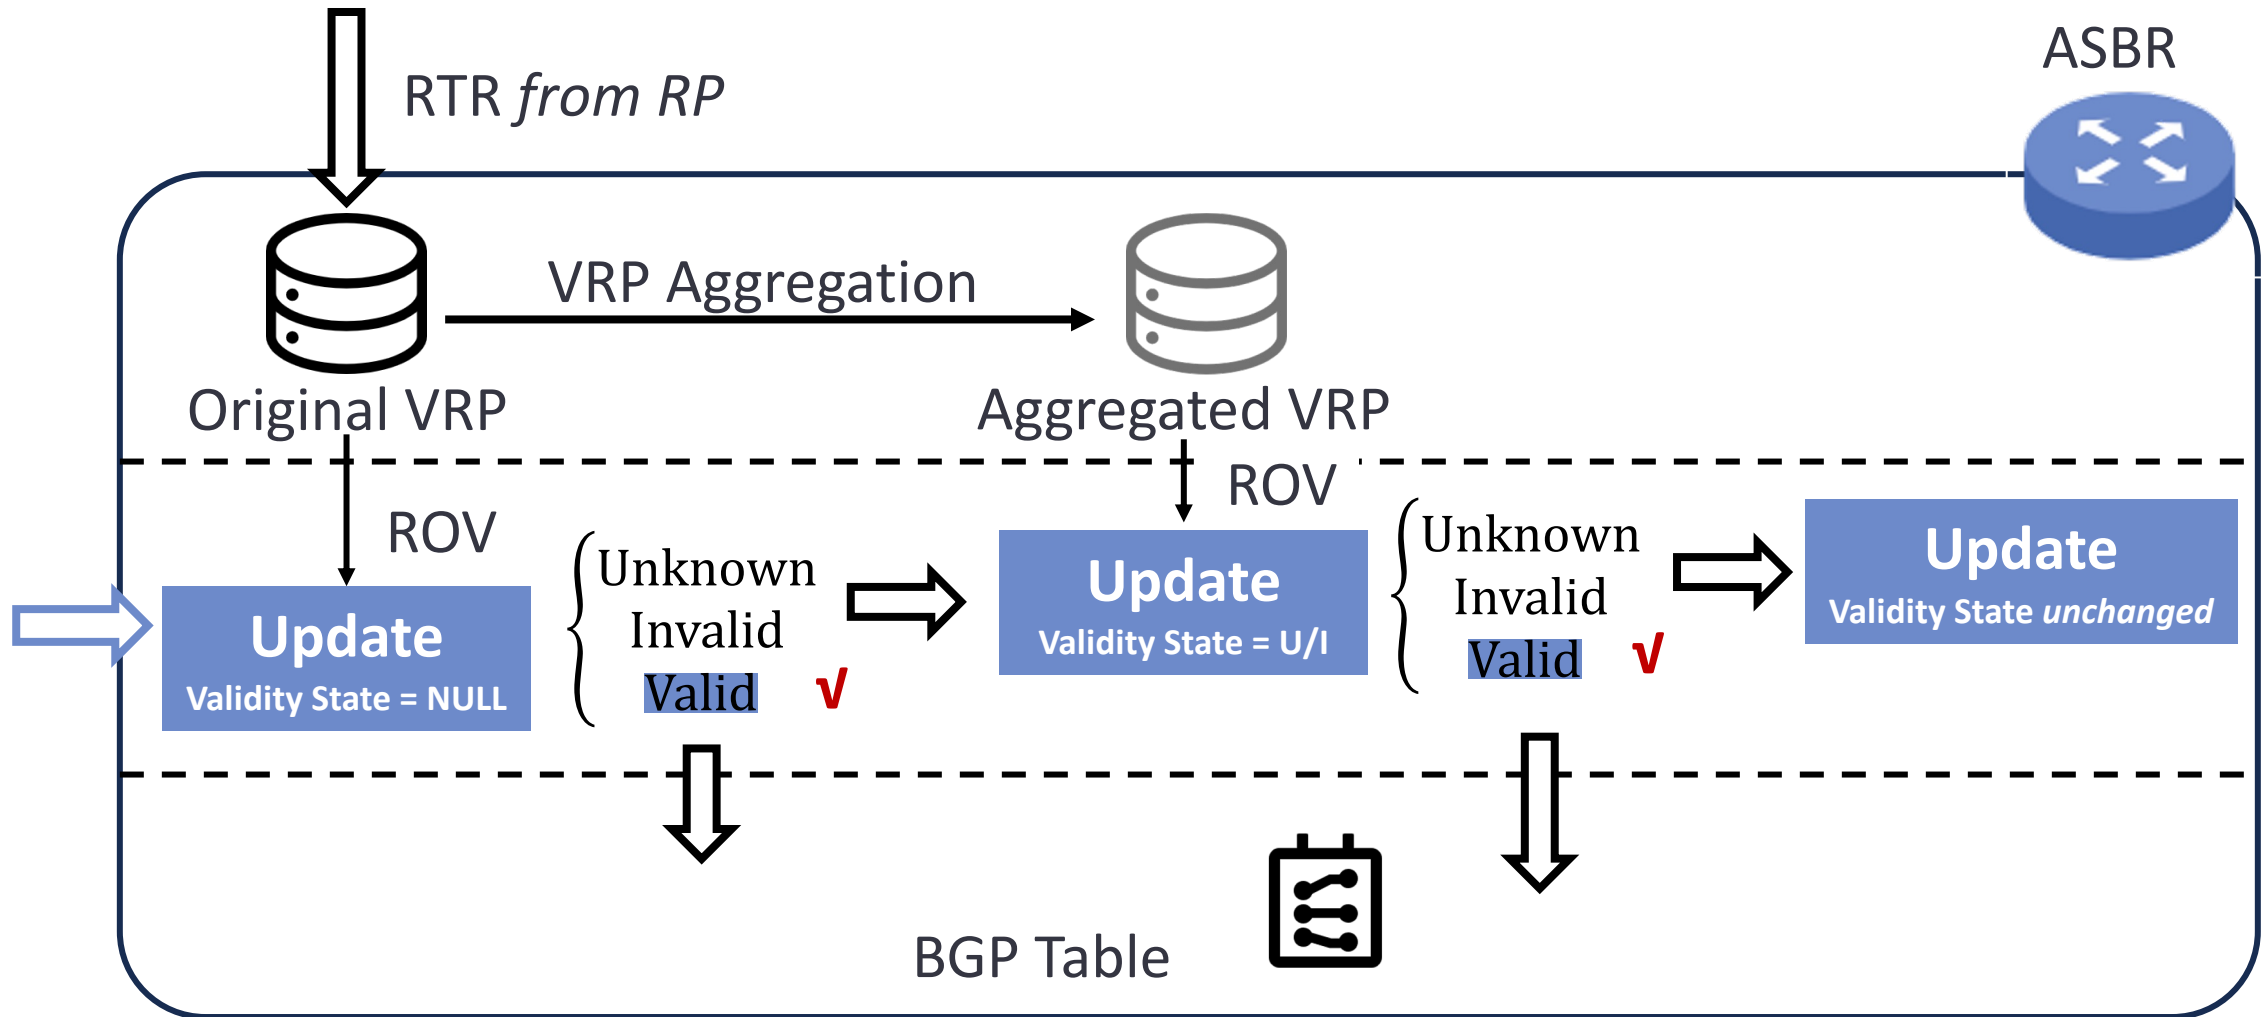 ASBR
RTR from RP
VRP Aggregation
Original VRP
Aggregated VRP
ROV
ROV
Update
Validity State = NULL
Unknown
Invalid
Valid √
Update
Validity State = U/I
Unknown
Invalid
Valid √
Update
Validity State unchanged
BGP Table